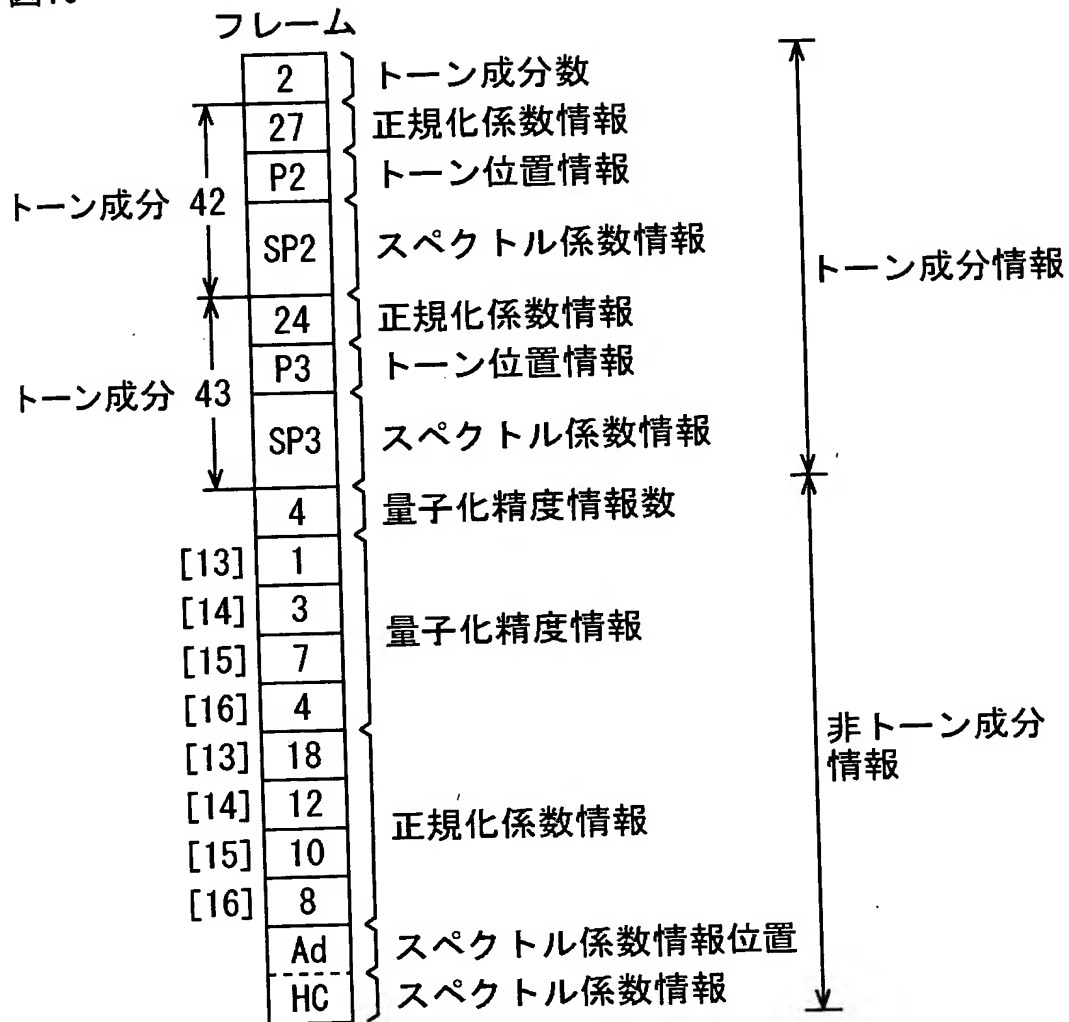 フレーム
2 トーン成分数
27 正規化係数情報
P2 トーン位置情報
トーン成分 42
SP2 スペクトル係数情報
トーン成分情報
24 正規化係数情報
P3 トーン位置情報
トーン成分 43
SP3 スペクトル係数情報
4 量子化精度情報数
[13] 1
[14] 3
量子化精度情報
[15] 7
[16] 4
非トーン成分
情報
[13] 18
[14] 12
正規化係数情報
[15] 10
[16] 8
Ad スペクトル係数情報位置
HC スペクトル係数情報